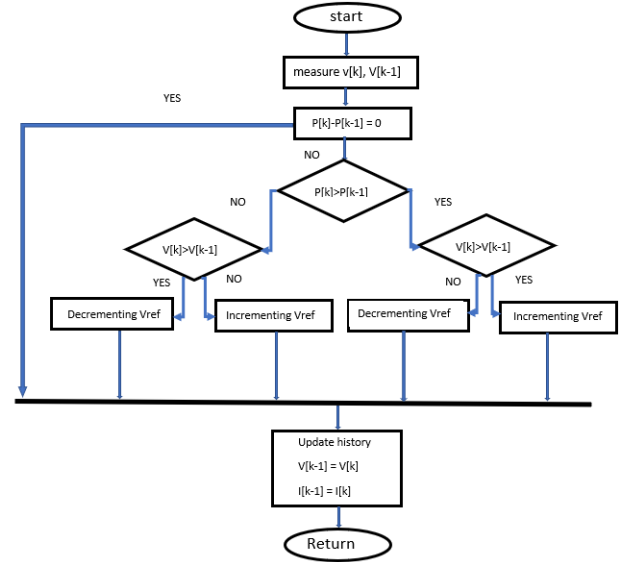 start
measure v[k], V[k-1]
YES
P[k]-P[k-1] = 0
NO
P[k]>P[k-1]
NO
YES
V[k]>V[k-1]
V[k]>V[k-1]
YES
NO
NO
YES
Decrementing Vref
Incrementing Vref
Decrementing Vref
Incrementing Vref
Update history
V[k-1] = V[k]
I[k-1] = I[k]
Return